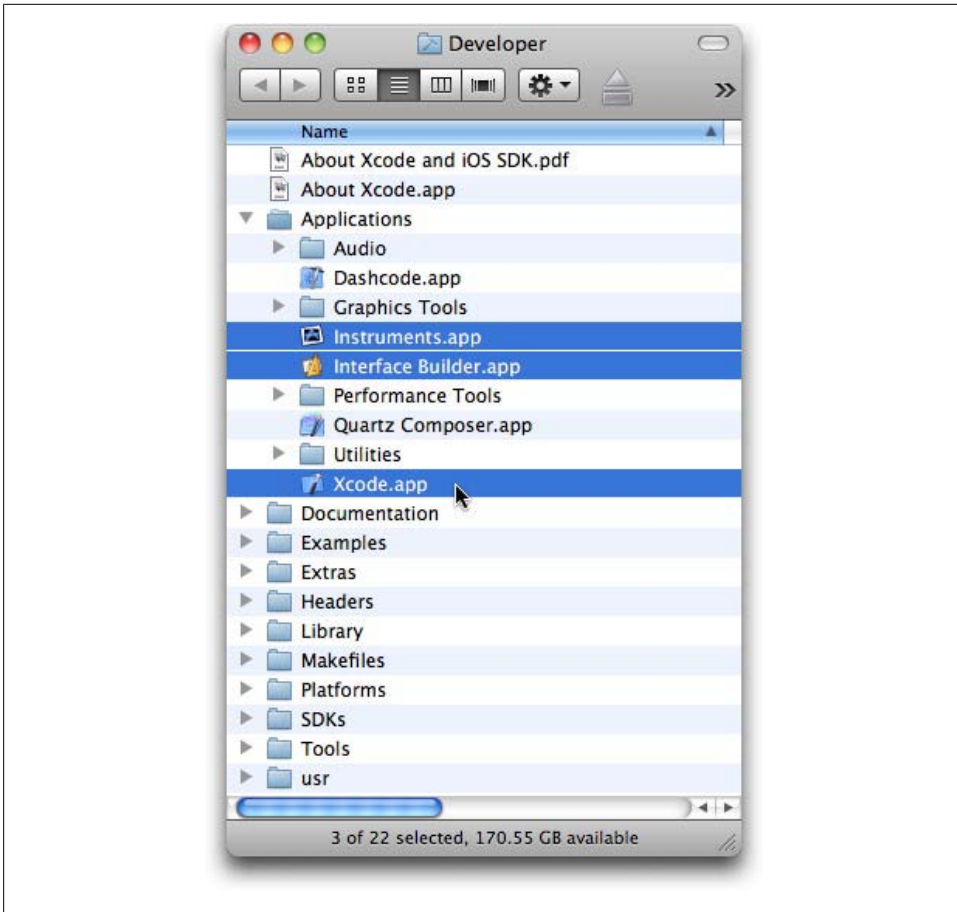 Developer
Name
About Xcode and iOS SDK.pdf
About Xcode.app
Applications
Audio
Dashcode.app
Graphics Tools
Instruments.app
Interface Builder.app
Performance Tools
Quartz Composer.app
Utilities
Xcode.app
Documentation
Examples
Extras
Headers
Library
Makefiles
Platforms
SDKs
Tools
usr
3 of 22 selected, 170.55 GB available